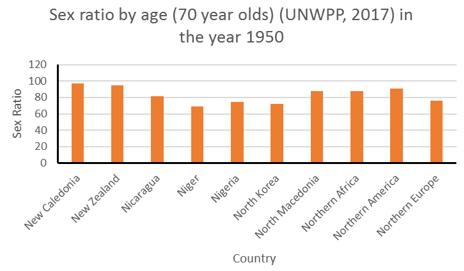 Sex ratio by age (70 year olds) (UNWPP, 2017) in
the year 1950
120
100
80
60
40
20
0
Sex Ratio
New Caledonia
New Zealand
Nicaragua
Niger
Nigeria
North Korea
North Macedonia
Northern Africa
Northern America
Northern Europe
Country